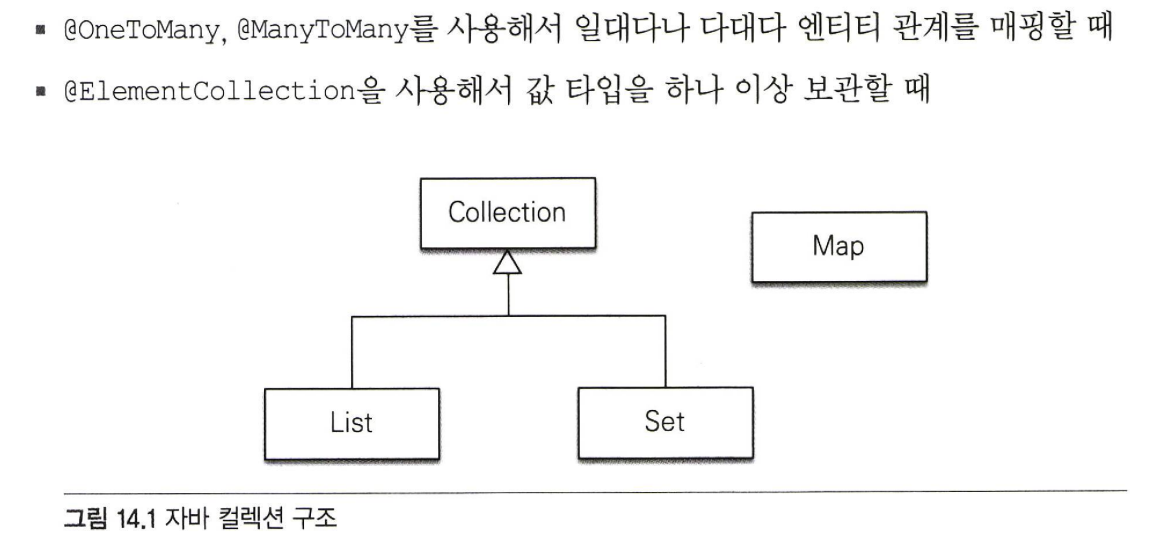 ▪ @OneToMany, @ManyToMany를 사용해서 일대다나 다대다 엔티티 관계를 매핑할 때
▪ @ElementCollection을 사용해서 값 타입을 하나 이상 보관할 때
Collection
Map
List
Set
그림 14.1 자바 컬렉션 구조